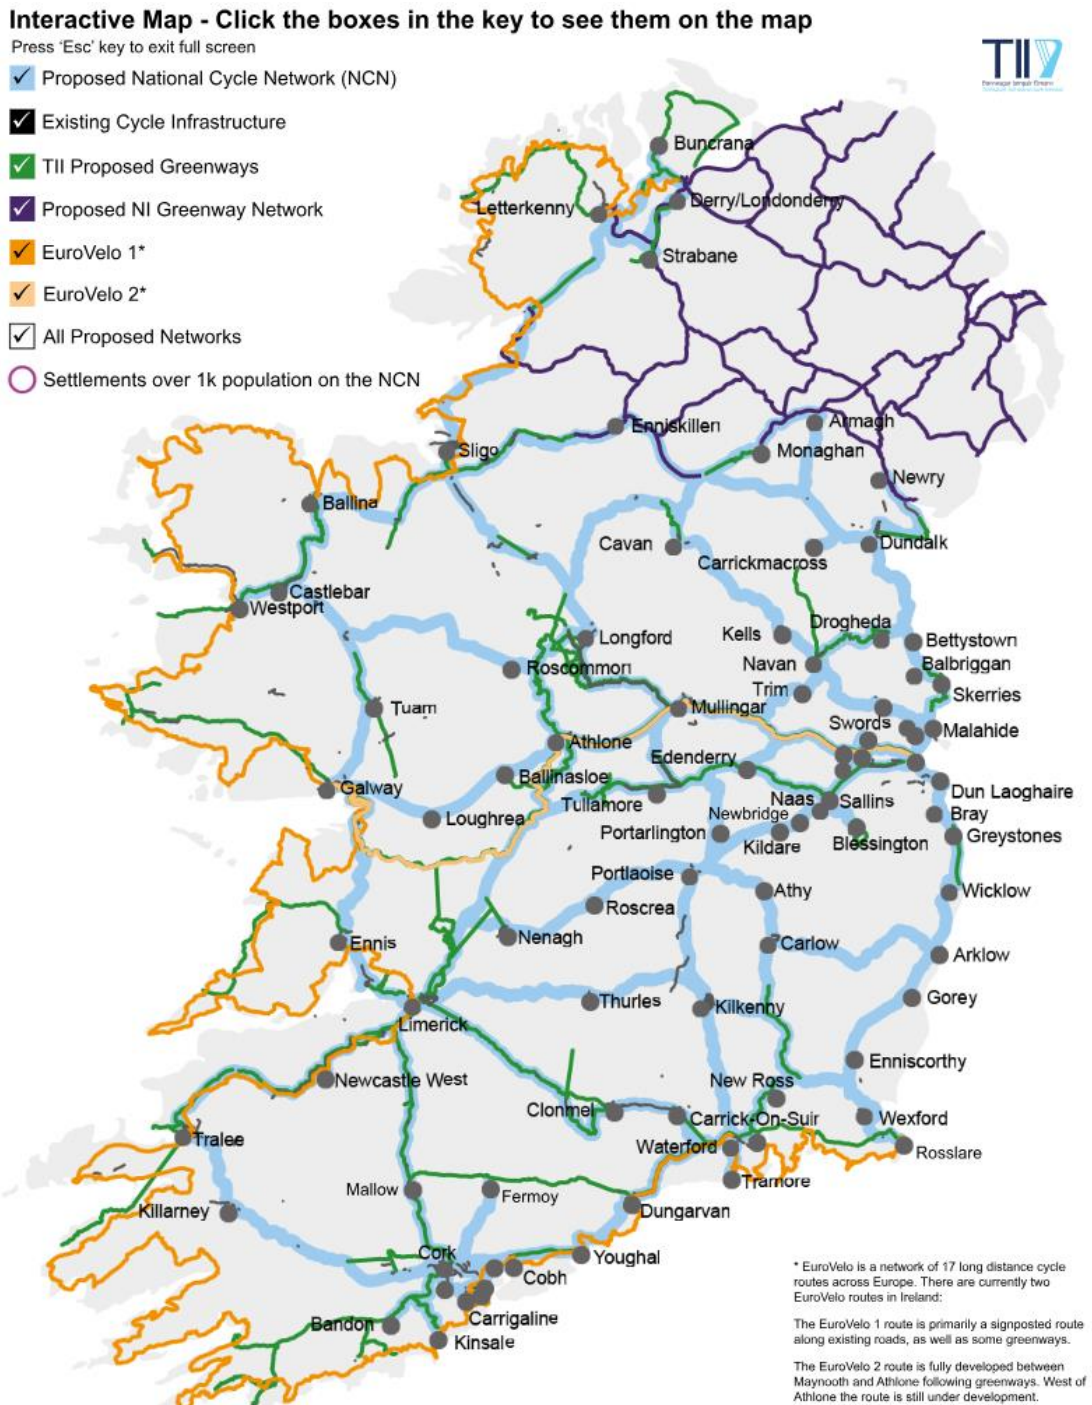 Interactive Map - Click the boxes in the key to see them on the map
Press 'Esc' key to exit full screen
TII
Proposed National Cycle Network (NCN)
Existing Cycle Infrastructure
TII Proposed Greenways
Proposed NI Greenway Network
EuroVelo 1*
EuroVelo 2*
All Proposed Networks
Settlements over 1k population on the NCN
Buncrana
Letterkenny
Derry/Londonderry
Strabane
Enniskillen
Armagh
Sligo
Monaghan
Newry
Ballina
Cavan
Dundalk
Carrickmacross
Castlebar
Westport
Drogheda
Longford
Kells
Bettystown
Roscommon
Navan
Balbriggan
Trim
Skerries
Tuam
Mullingar
Swords
Malahide
Athlone
Edenderry
Ballinasloe
Galway
Dun Laoghaire
Tullamore
Naas
Sallins
Newbridge
Bray
Loughrea
Portarlington
Kildare
Blessington
Greystones
Portlaoise
Athy
Wicklow
Roscrea
Nenagh
Ennis
Carlow
Arklow
Thurles
Kilkenny
Gorey
Limerick
Enniscorthy
Newcastle West
New Ross
Clonmel
Carrick-On-Suir
Wexford
Tralee
Waterford
Rosslare
Tramore
Mallow
Fermoy
Killarney
Dungarvan
Cork
Youghal
Cobh
Carrigaline
Bandon
Kinsale
* EuroVelo is a network of 17 long distance cycle
routes across Europe. There are currently two
EuroVelo routes in Ireland:
The EuroVelo 1 route is primarily a signposted route
along existing roads, as well as some greenways.
The EuroVelo 2 route is fully developed between
Maynooth and Athlone following greenways. West of
Athlone the route is still under development.